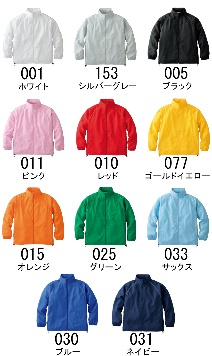 001 153 005
ホワイト シルバーグレー ブラック
011 010 077
ピンク レッド ゴールドイエロー
015 025 033
オレンジ グリーン サックス
030 031
ブルー ネイビー